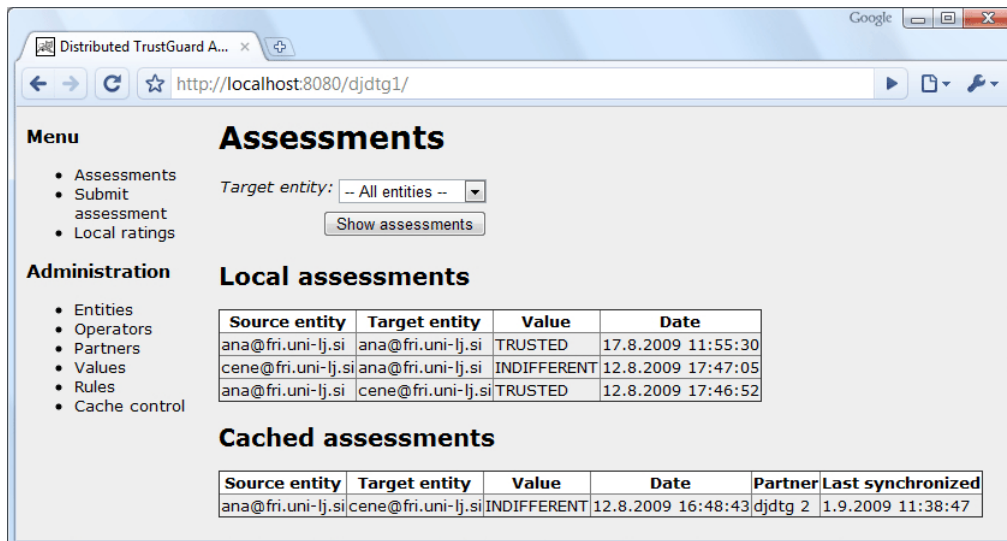 Google
Distributed TrustGuard A...
http://localhost:8080/djdtg1/
Menu
Assessments
Submit
assessment
Local ratings
Administration
Entities
Operators
Partners
Values
Rules
Cache control
Assessments
Target entity: -- All entities --
Show assessments
Local assessments
Source entity Target entity Value Date
ana@fri.uni-lj.si ana@fri.uni-lj.si TRUSTED 17.8.2009 11:55:30
cene@fri.uni-lj.si ana@fri.uni-lj.si INDIFFERENT 12.8.2009 17:47:05
ana@fri.uni-lj.si cene@fri.uni-lj.si TRUSTED 12.8.2009 17:46:52
Cached assessments
Source entity Target entity Value Date Partner Last synchronized
ana@fri.uni-lj.si cene@fri.uni-lj.si INDIFFERENT 12.8.2009 16:48:43 djdtg 2 1.9.2009 11:38:47